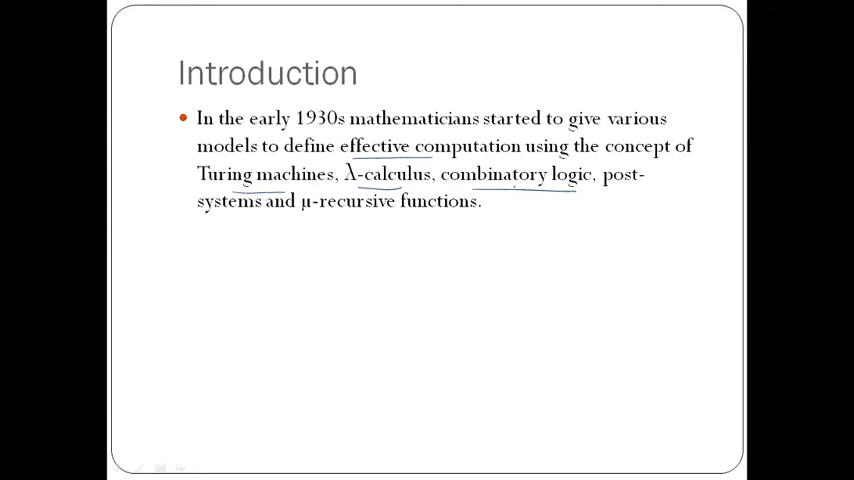 Introduction
• In the early 1930s mathematicians started to give various
models to define effective computation using the concept of
Turing machines, λ-calculus, combinatory logic, post-
systems and µ-recursive functions.